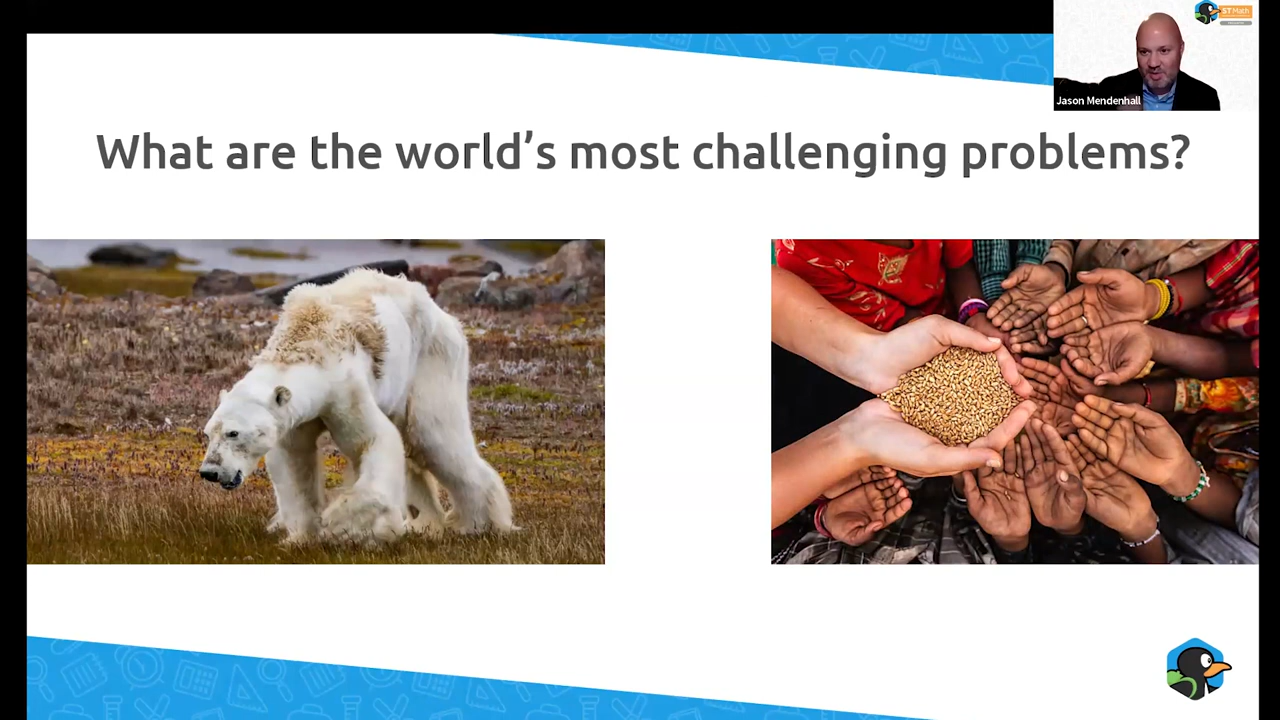 ST Math
Jason Mendenhall
What are the world's most challenging problems?